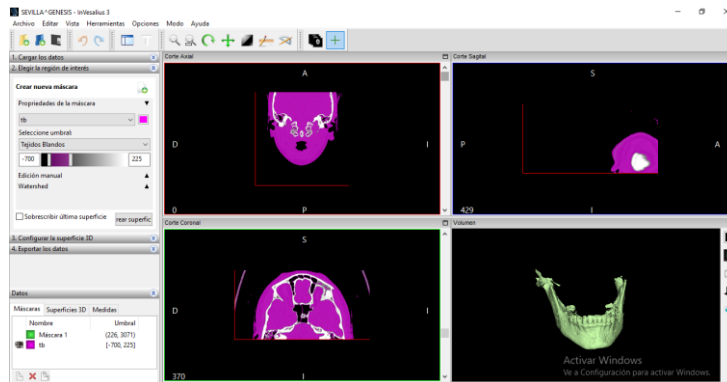 SEVILLA^GENESIS - InVesalius 3
Archivo Editar Vista Herramientas Opciones Modo Ayuda
1. Cargar los datos
2. Elegir la región de interés
Crear nueva máscara
Propiedades de la máscara
tb
Seleccione umbral:
Tejidos Blandos
-700 225
Edición manual
Watershed
Sobrescribir última superficie rear superfic
3. Configurar la superficie 3D
4. Exportar los datos
Datos
Máscaras Superficies 3D Medidas
Nombre Umbral
Máscara 1 (226, 3071)
tb [-700, 225]
Corte Axial
A
D I
0 P
Corte Sagital
S
P A
429 I
Corte Coronal
S
D I
370 I
Volumen
Activar Windows
Ve a Configuración para activar Windows.